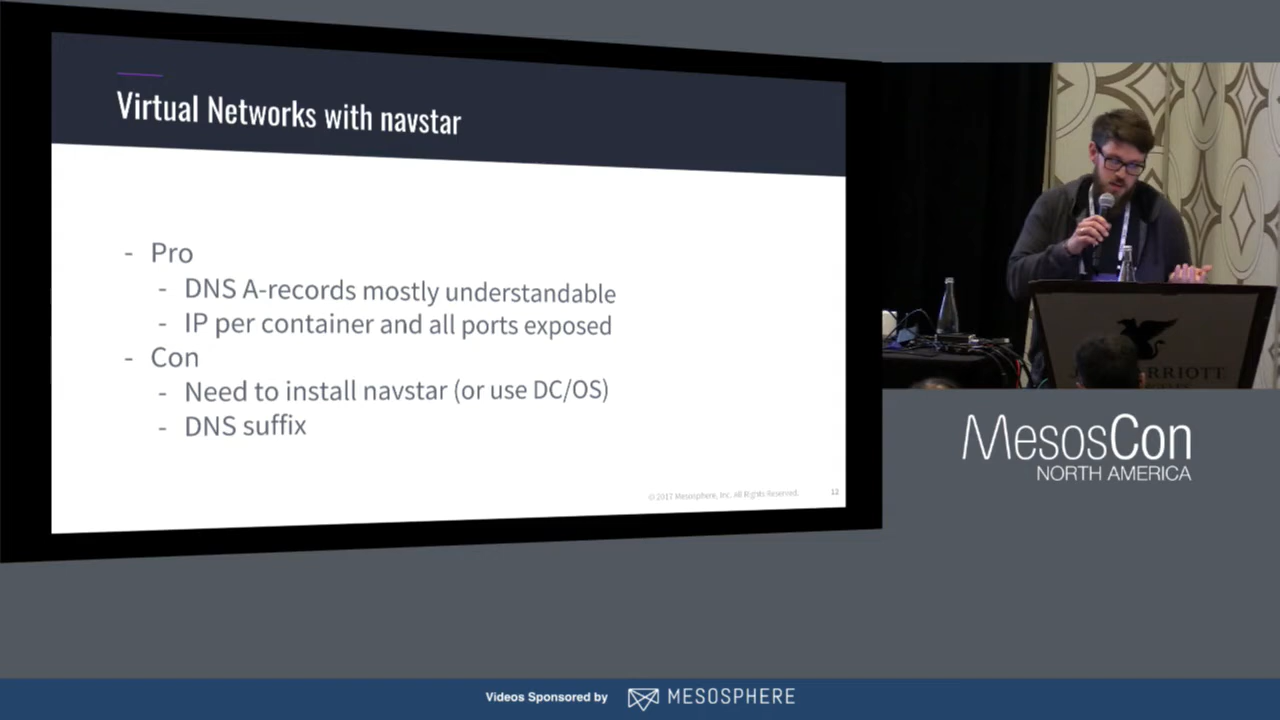 Virtual Networks with navstar
- Pro
- DNS A-records mostly understandable
- IP per container and all ports exposed
- Con
- Need to install navstar (or use DC/OS)
- DNS suffix
© 2017 Mesosphere, Inc. All Rights Reserved.
12
MesosCon
NORTH AMERICA
Videos Sponsored by
MESOSPHERE